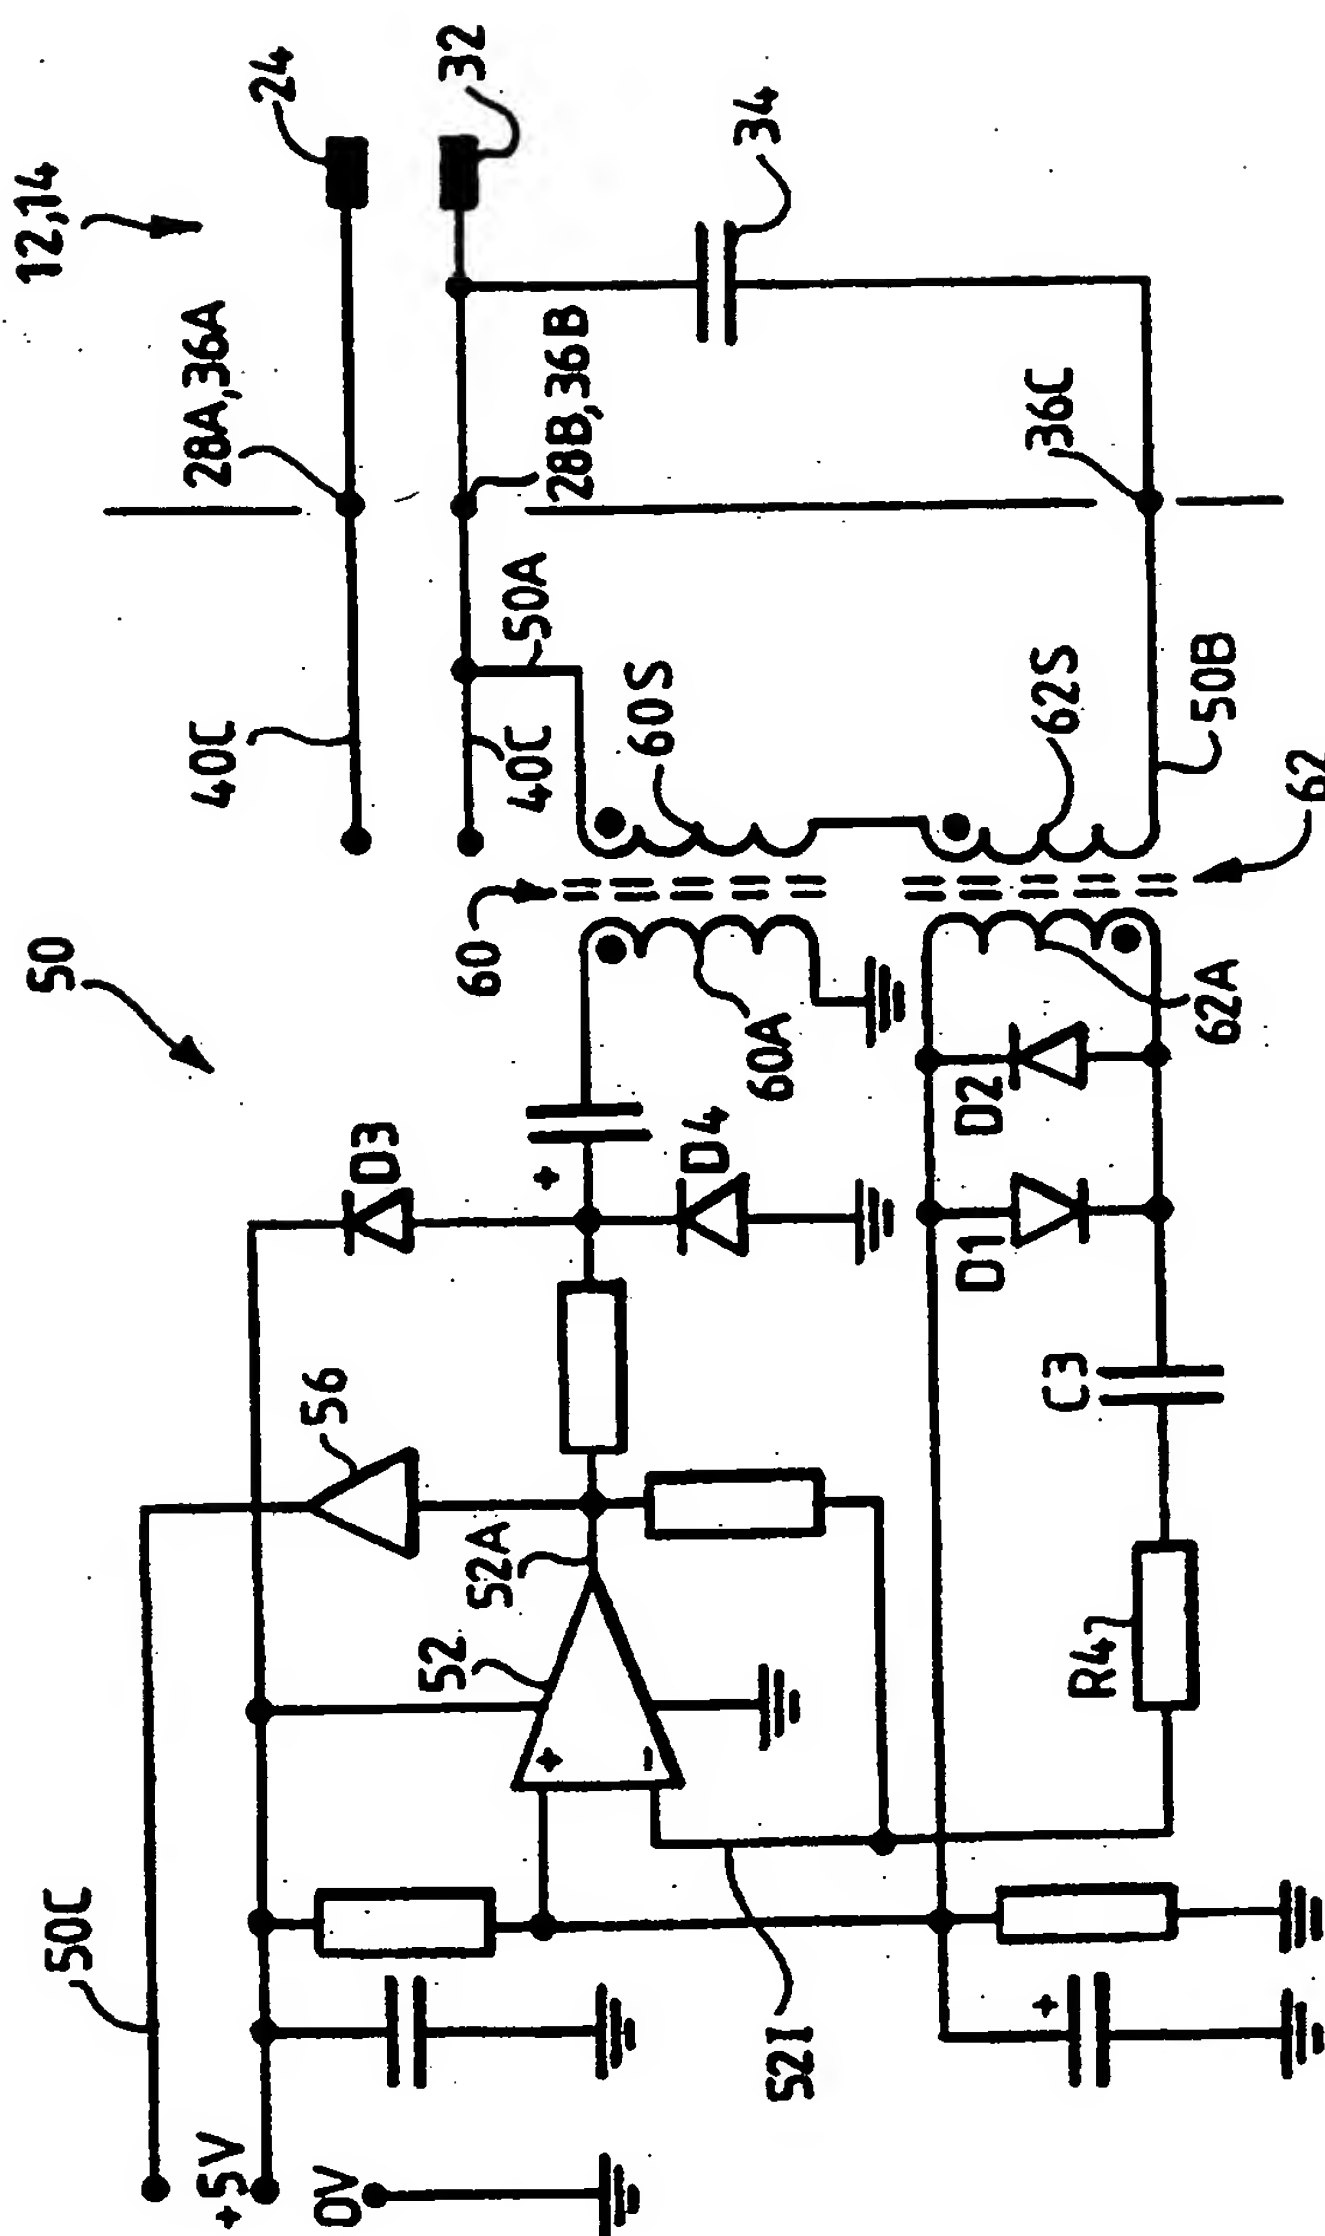 12,14
24
32
34
28A,36A
28B,36B
36C
40C
40C
50A
60S
62S
50B
62
50
60
60A
62A
D3
+
D4
D2
D1
56
C3
52A
52
R4
+
-
50C
52I
+
+5V
0V